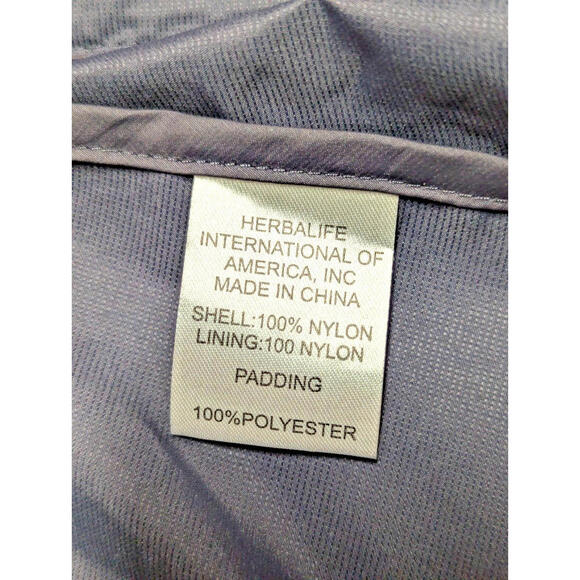 HERBALIFE
INTERNATIONAL OF
AMERICA, INC
MADE IN CHINA
SHELL:100% NYLON
LINING:100 NYLON
PADDING
100%POLYESTER